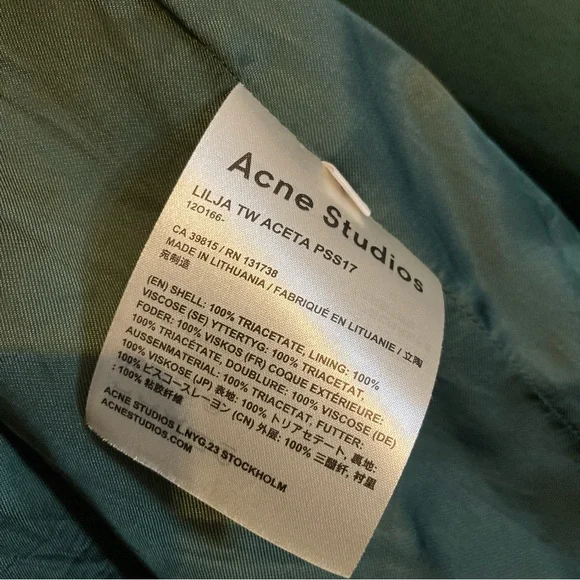 Acne Studios
LILJA TW ACETA PSS17
12O166-
CA 39815 / RN 131738
MADE IN LITHUANIA / FABRIQUÉ EN LITUANIE / 立陶
宛制造
(EN) SHELL: 100% TRIACETATE, LINING: 100%
VISCOSE (SE) YTTERTYG: 100% TRIACETAT,
FODER: 100% VISKOS (FR) COQUE EXTÉRIEURE:
100% TRIACÉTATE, DOUBLURE: 100% VISCOSE (DE)
AUSSENMATERIAL: 100% TRIACETAT, FUTTER:
100% VISKOSE (JP) 表地: 100% トリアセテート, 裏地:
100% ビスコースレーヨン (CN) 外层: 100% 三醋纤, 衬里
: 100% 粘胶纤维
ACNE STUDIOS L.NYG.23 STOCKHOLM
ACNESTUDIOS.COM